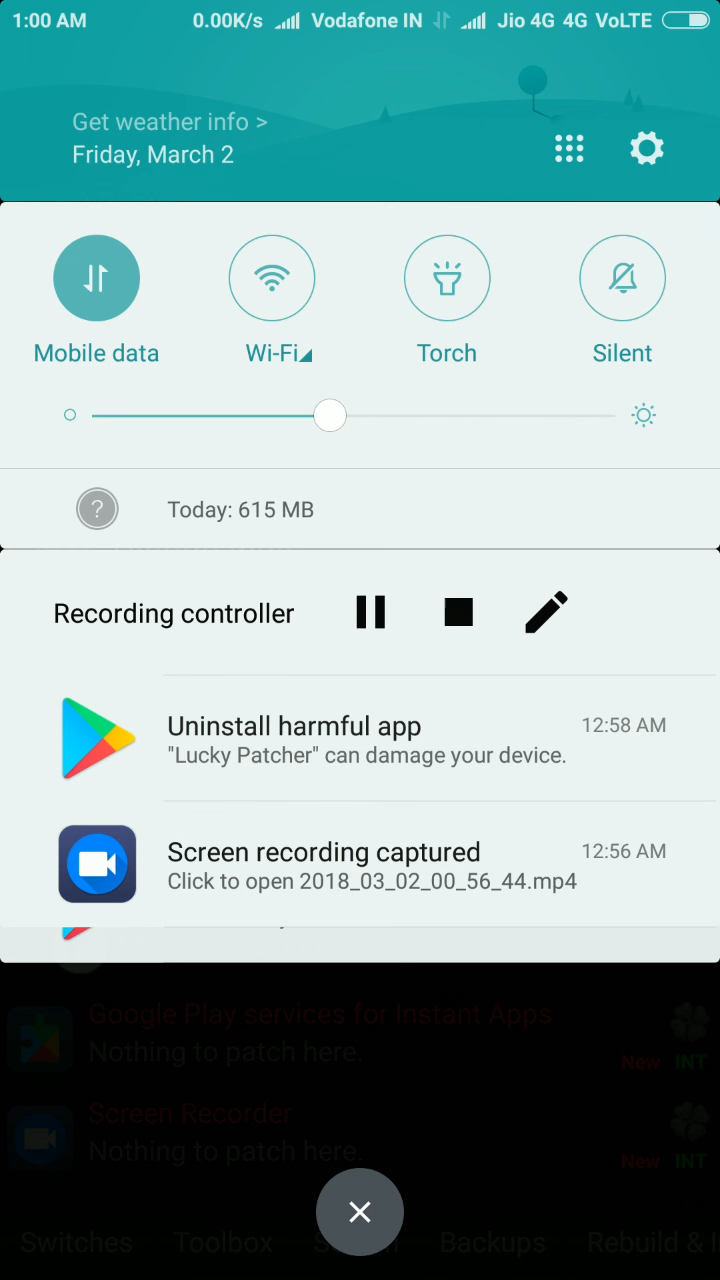 1:00 AM 0.00K/s Vodafone IN Jio 4G 4G VoLTE
Get weather info >
Friday, March 2
Mobile data Wi-Fi Torch Silent
?
Today: 615 MB
Recording controller
Uninstall harmful app 12:58 AM
"Lucky Patcher" can damage your device.
Screen recording captured 12:56 AM
Click to open 2018_03_02_00_56_44.mp4
Google Play services for Instant Apps
Nothing to patch here.
New INT
Screen Recorder
Nothing to patch here.
New INT
Switches Toolbox Backups Rebuild &